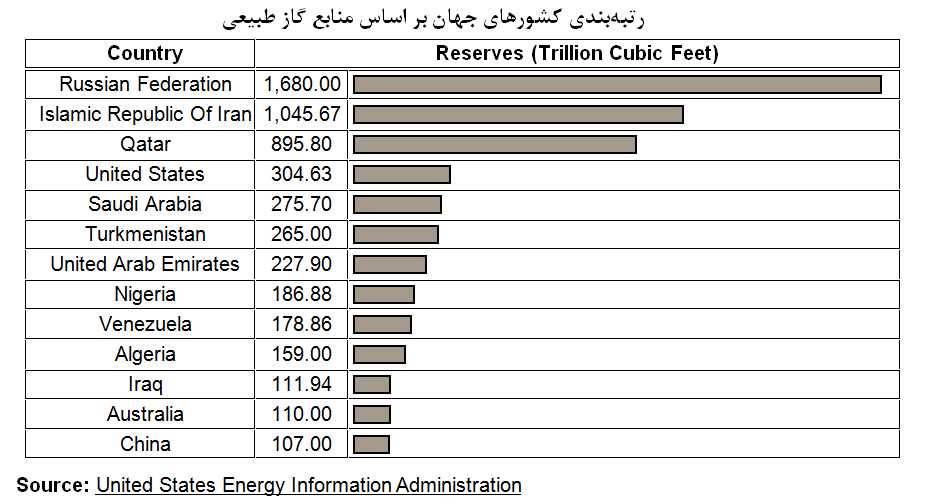 رتبه‌بندی کشورهای جهان بر اساس منابع گاز طبیعی
Country Reserves (Trillion Cubic Feet)
Russian Federation 1,680.00
Islamic Republic Of Iran 1,045.67
Qatar 895.80
United States 304.63
Saudi Arabia 275.70
Turkmenistan 265.00
United Arab Emirates 227.90
Nigeria 186.88
Venezuela 178.86
Algeria 159.00
Iraq 111.94
Australia 110.00
China 107.00
Source: United States Energy Information Administration